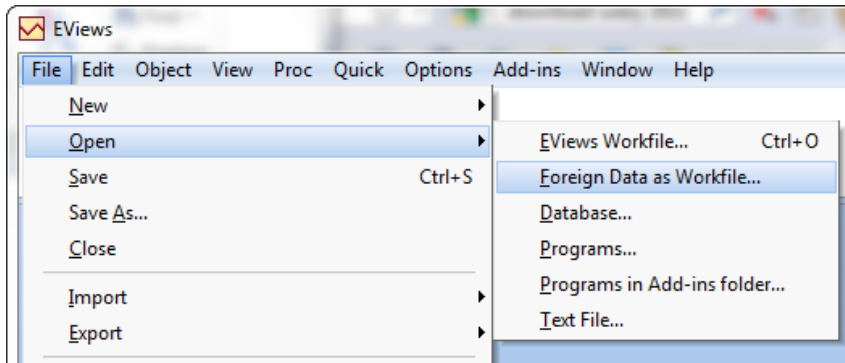 EViews
File Edit Object View Proc Quick Options Add-ins Window Help
New
Open
Save Ctrl+S
Save As...
Close
Import
Export
EViews Workfile... Ctrl+O
Foreign Data as Workfile...
Database...
Programs...
Programs in Add-ins folder...
Text File...